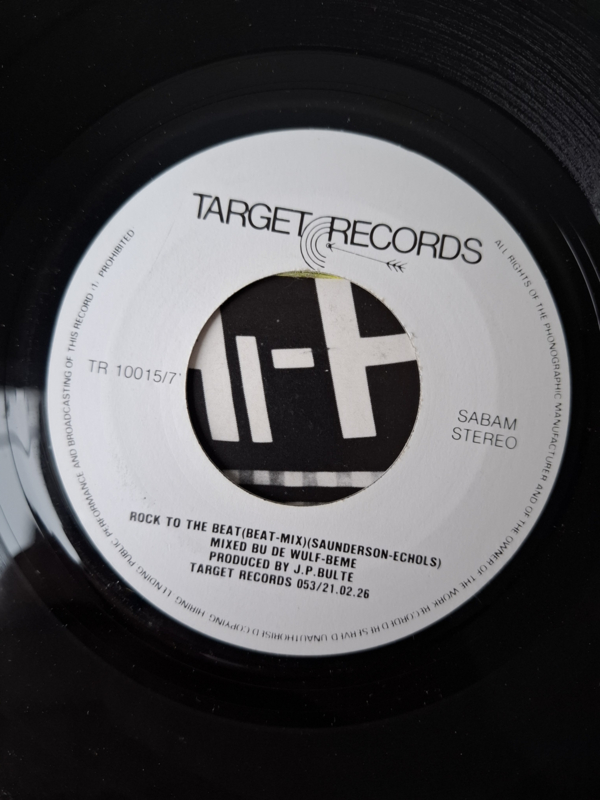 TARGET RECORDS
TR 10015/7"
SABAM
STEREO
ROCK TO THE BEAT(BEAT-MIX)(SAUNDERSON-ECHOLS)
MIXED BU DE WULF-BEME
PRODUCED BY J.P.BULTE
TARGET RECORDS 053/21.02.26
ALL RIGHTS OF THE PHONOGRAPHIC MANUFACTURER AND OF THE OWNER OF THE WORK RECORDED RESERVED UNAUTHORISED COPYING HIRING LENDING PUBLIC PERFORMANCE AND BROADCASTING OF THIS RECORD PROHIBITED